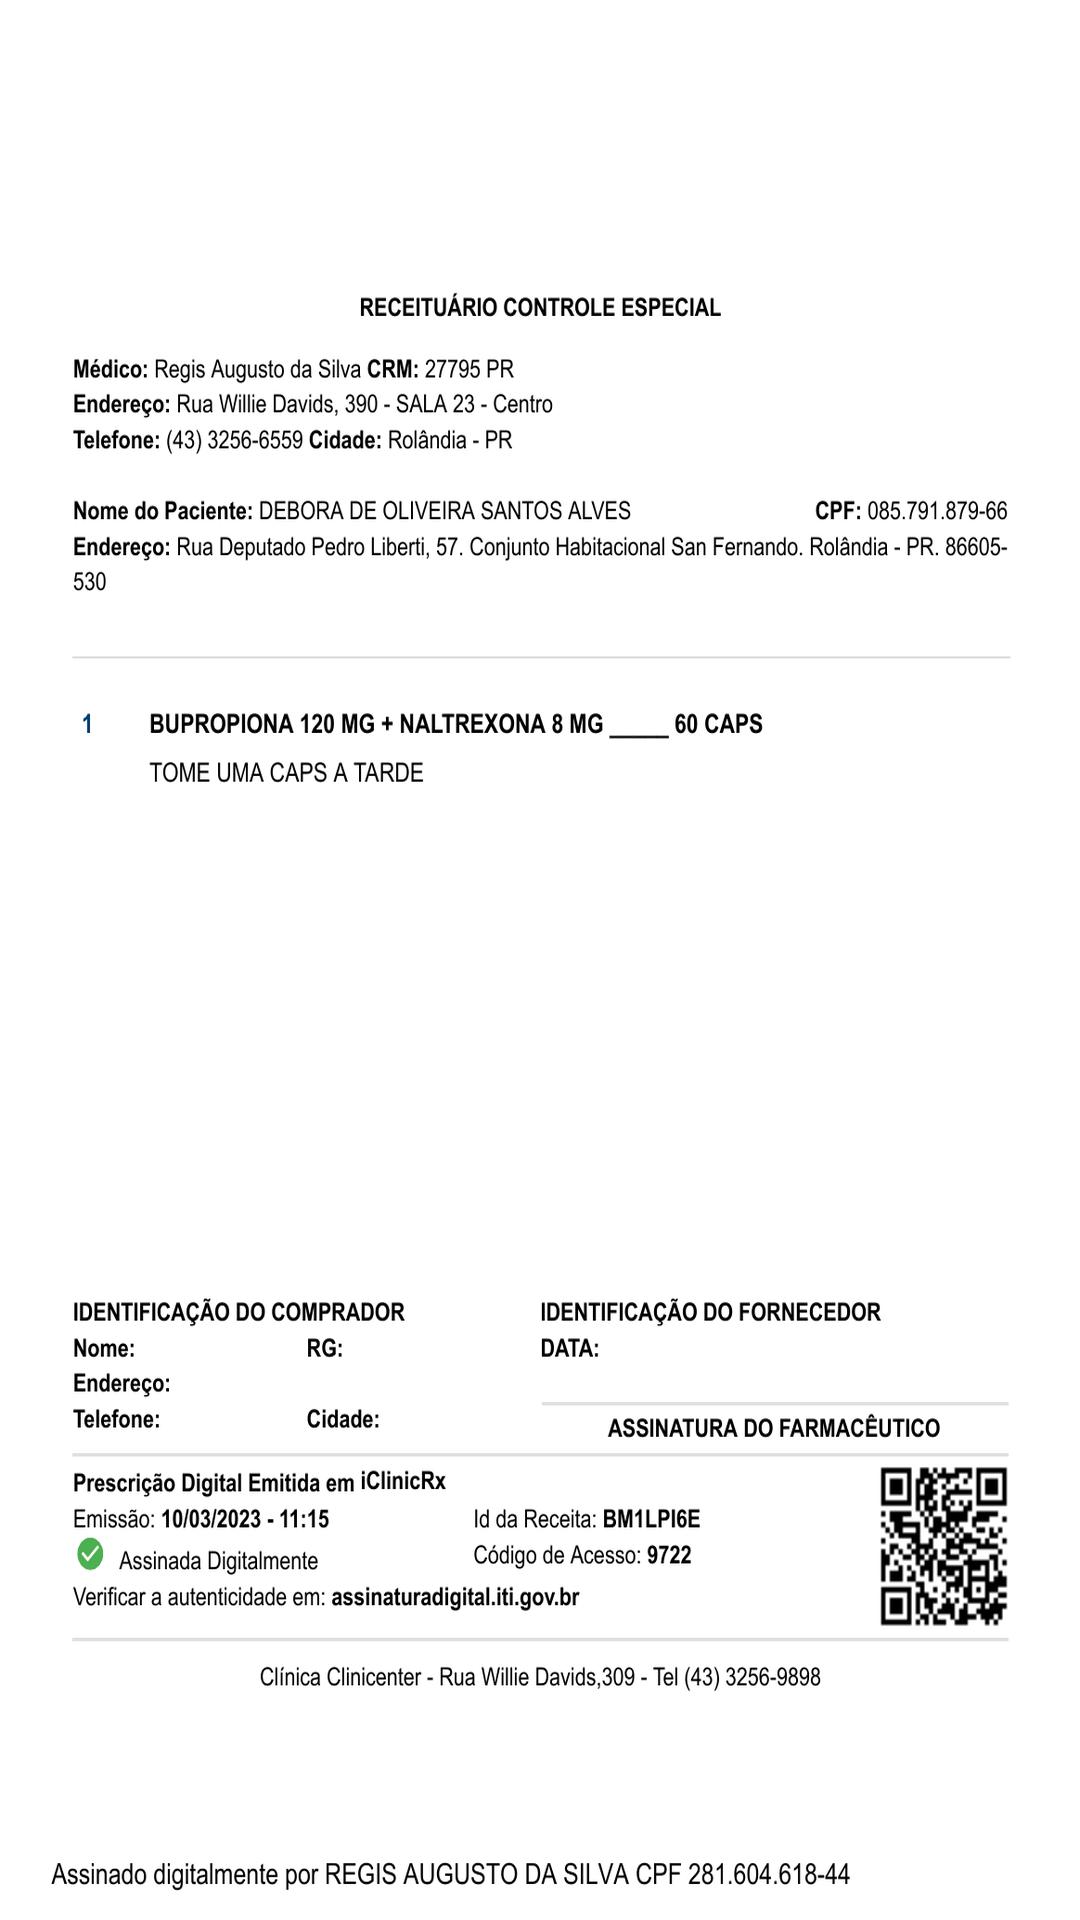 RECEITUÁRIO CONTROLE ESPECIAL
Médico: Regis Augusto da Silva CRM: 27795 PR
Endereço: Rua Willie Davids, 390 - SALA 23 - Centro
Telefone: (43) 3256-6559 Cidade: Rolândia - PR
Nome do Paciente: DEBORA DE OLIVEIRA SANTOS ALVES CPF: 085.791.879-66
Endereço: Rua Deputado Pedro Liberti, 57. Conjunto Habitacional San Fernando. Rolândia - PR. 86605-
530
1 BUPROPIONA 120 MG + NALTREXONA 8 MG _____ 60 CAPS
TOME UMA CAPS A TARDE
IDENTIFICAÇÃO DO COMPRADOR IDENTIFICAÇÃO DO FORNECEDOR
Nome: RG: DATA:
Endereço:
Telefone: Cidade:
ASSINATURA DO FARMACÊUTICO
Prescrição Digital Emitida em iClinicRx
Emissão: 10/03/2023 - 11:15 Id da Receita: BM1LPI6E
Assinada Digitalmente Código de Acesso: 9722
Verificar a autenticidade em: assinaturadigital.iti.gov.br
Clínica Clinicenter - Rua Willie Davids,309 - Tel (43) 3256-9898
Assinado digitalmente por REGIS AUGUSTO DA SILVA CPF 281.604.618-44